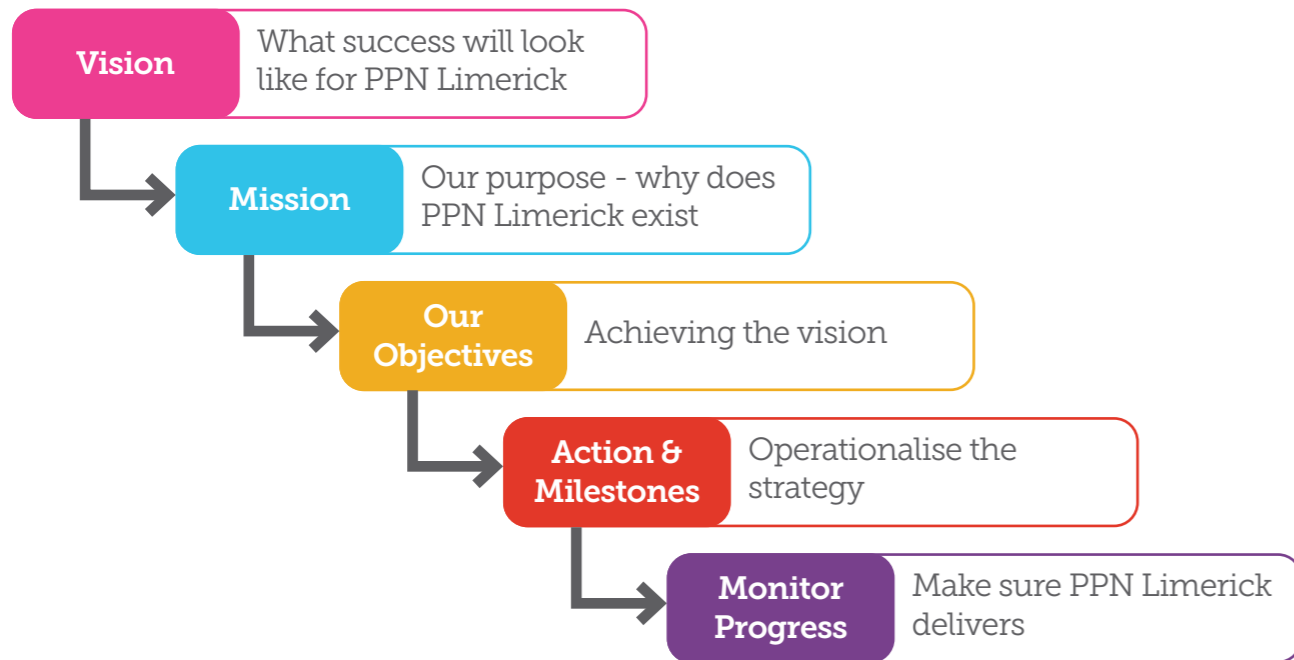 Vision
What success will look
like for PPN Limerick
Mission
Our purpose - why does
PPN Limerick exist
Our
Objectives
Achieving the vision
Action &
Milestones
Operationalise the
strategy
Monitor
Progress
Make sure PPN Limerick
delivers